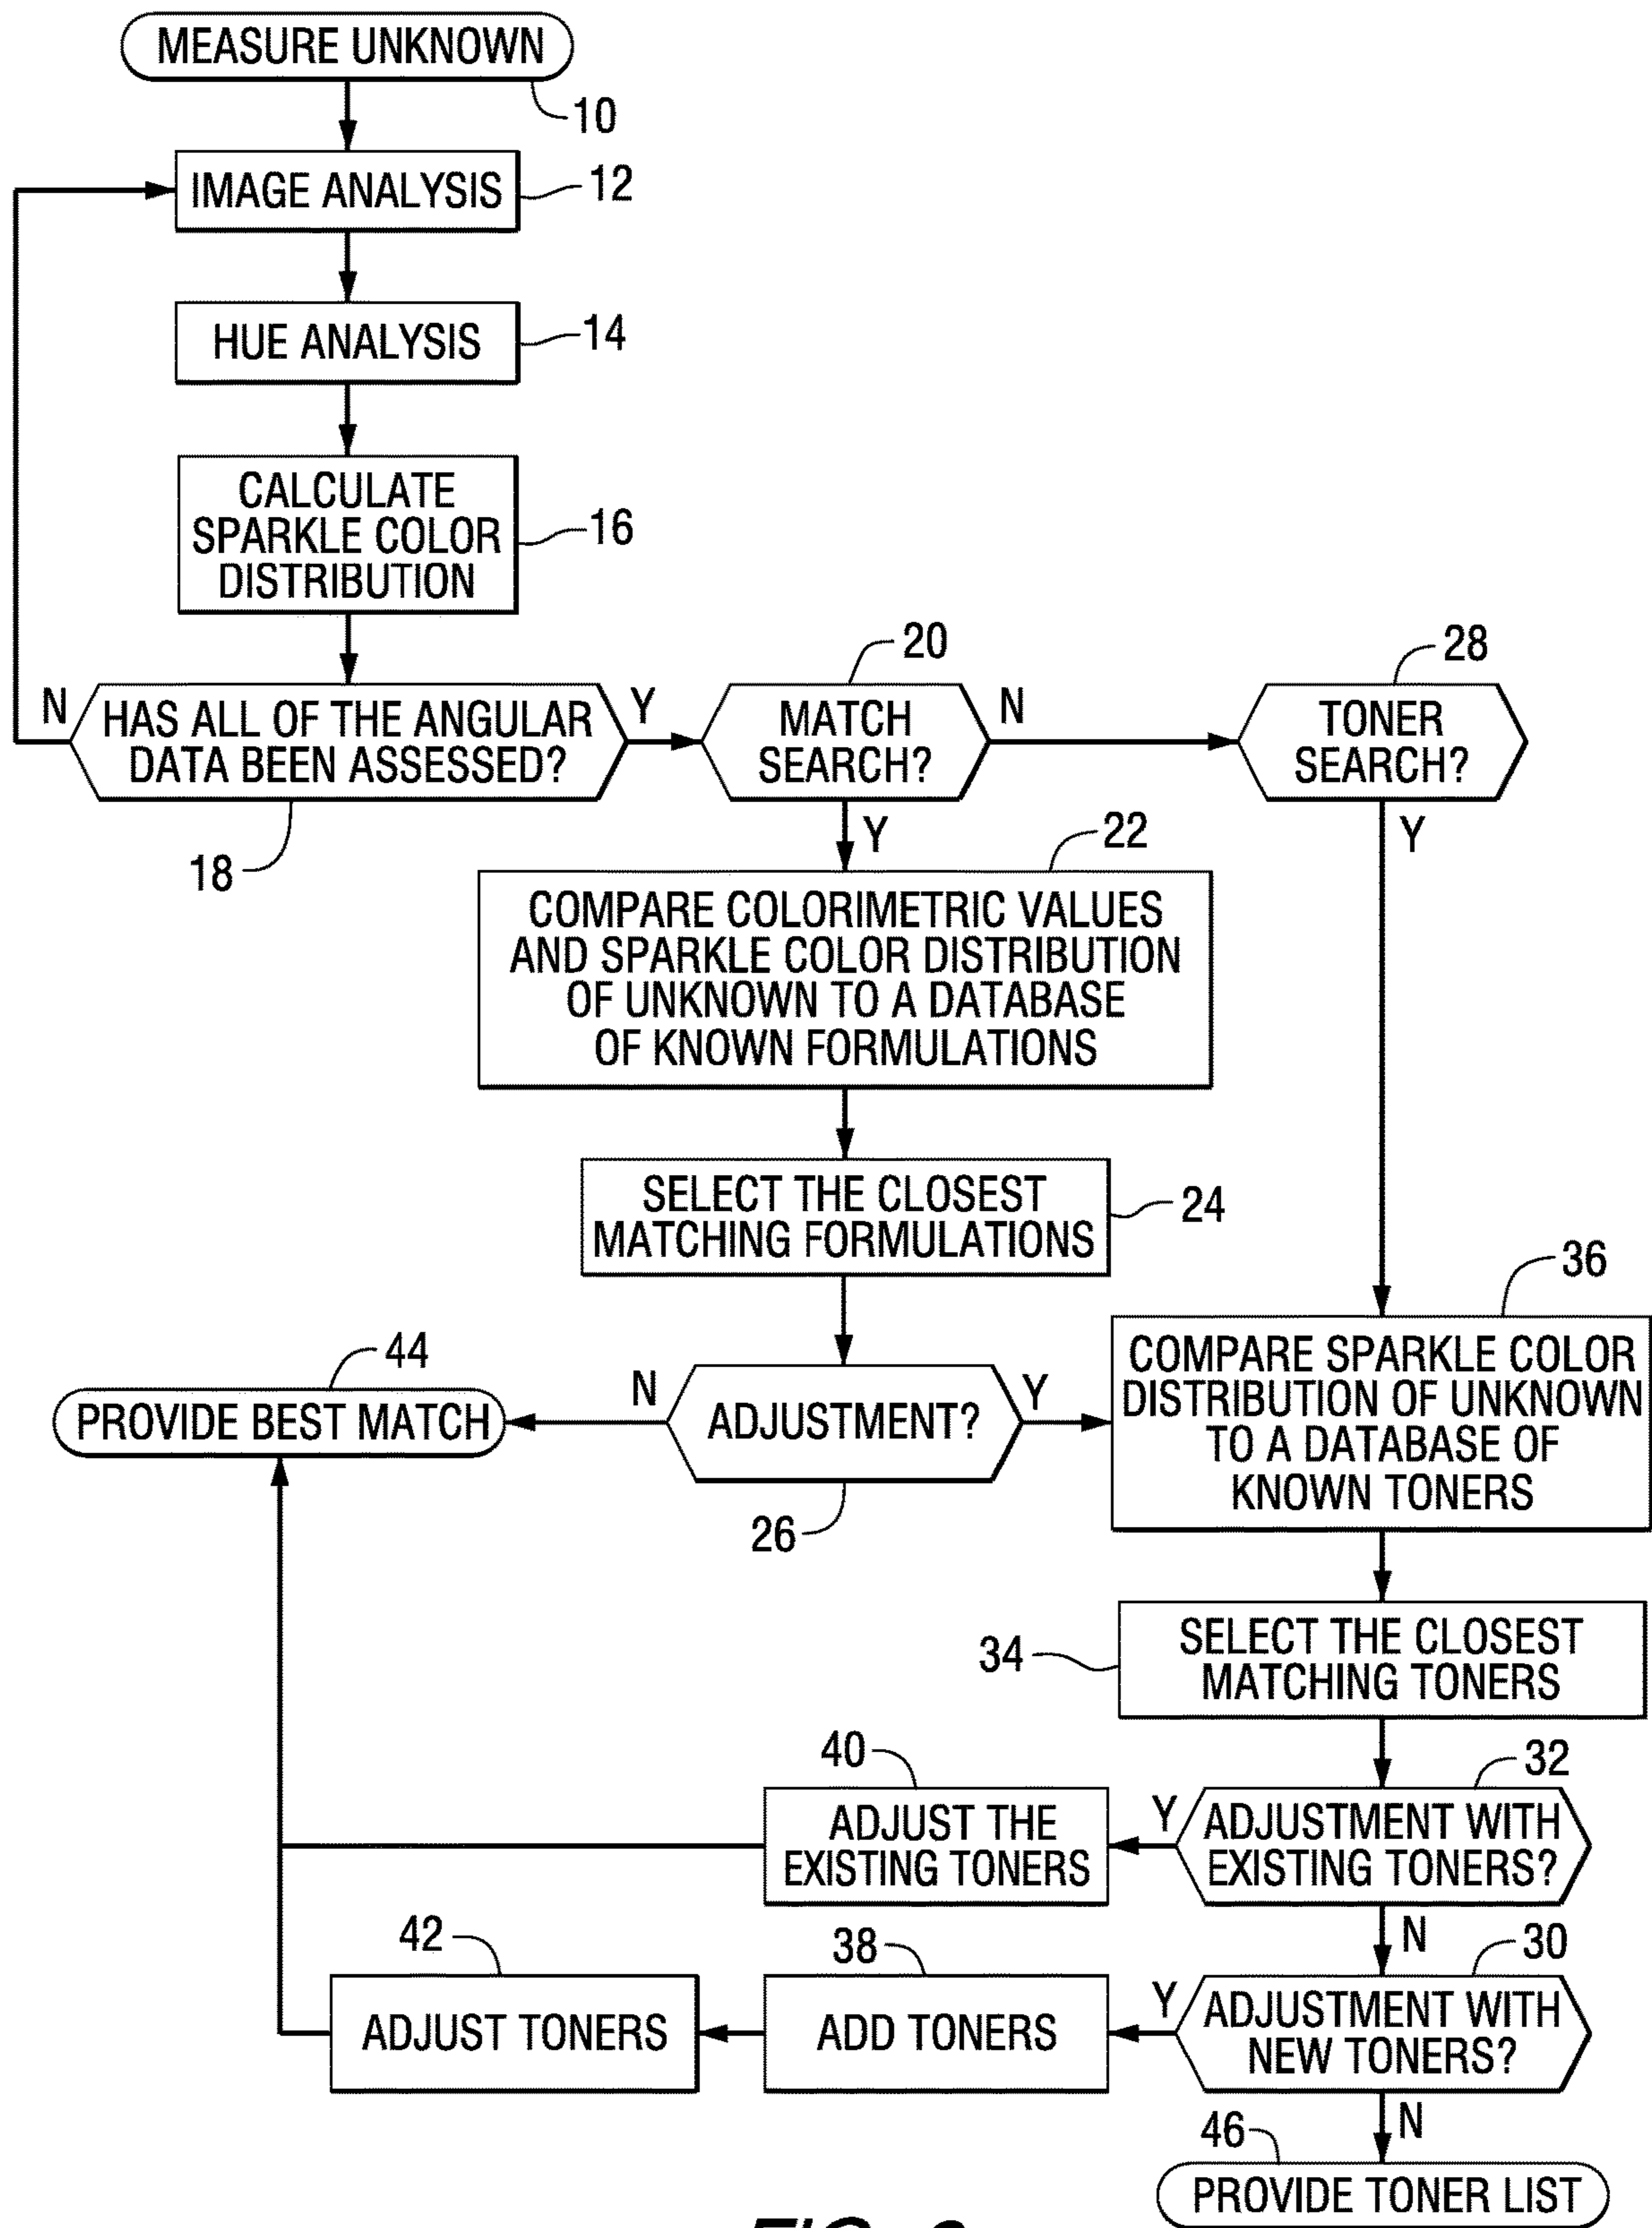 MEASURE UNKNOWN
10
IMAGE ANALYSIS
12
HUE ANALYSIS
14
CALCULATE
SPARKLE COLOR
DISTRIBUTION
16
N
HAS ALL OF THE ANGULAR
DATA BEEN ASSESSED?
Y
18
20
MATCH
SEARCH?
N
Y
28
TONER
SEARCH?
Y
22
COMPARE COLORIMETRIC VALUES
AND SPARKLE COLOR DISTRIBUTION
OF UNKNOWN TO A DATABASE
OF KNOWN FORMULATIONS
SELECT THE CLOSEST
MATCHING FORMULATIONS
24
44
PROVIDE BEST MATCH
N
ADJUSTMENT?
Y
26
36
COMPARE SPARKLE COLOR
DISTRIBUTION OF UNKNOWN
TO A DATABASE OF
KNOWN TONERS
34
SELECT THE CLOSEST
MATCHING TONERS
40
ADJUST THE
EXISTING TONERS
Y
32
ADJUSTMENT WITH
EXISTING TONERS?
N
42
ADJUST TONERS
38
ADD TONERS
Y
30
ADJUSTMENT WITH
NEW TONERS?
N
46
PROVIDE TONER LIST